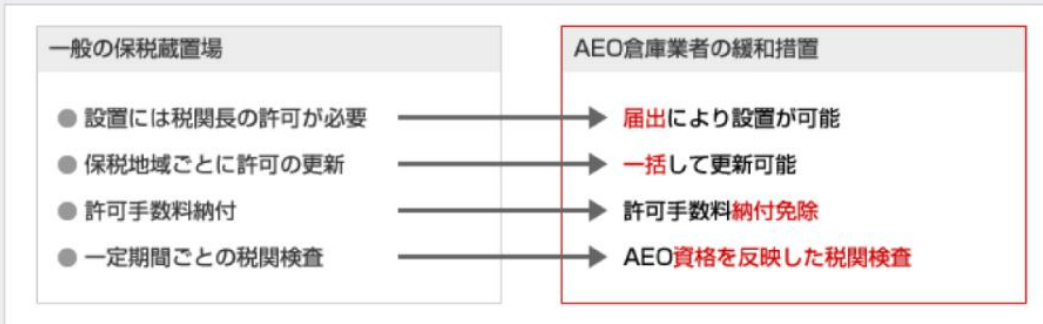 一般の保税蔵置場
AEO倉庫業者の緩和措置
● 設置には税関長の許可が必要
届出により設置が可能
● 保税地域ごとに許可の更新
一括して更新可能
● 許可手数料納付
許可手数料納付免除
● 一定期間ごとの税関検査
AEO資格を反映した税関検査